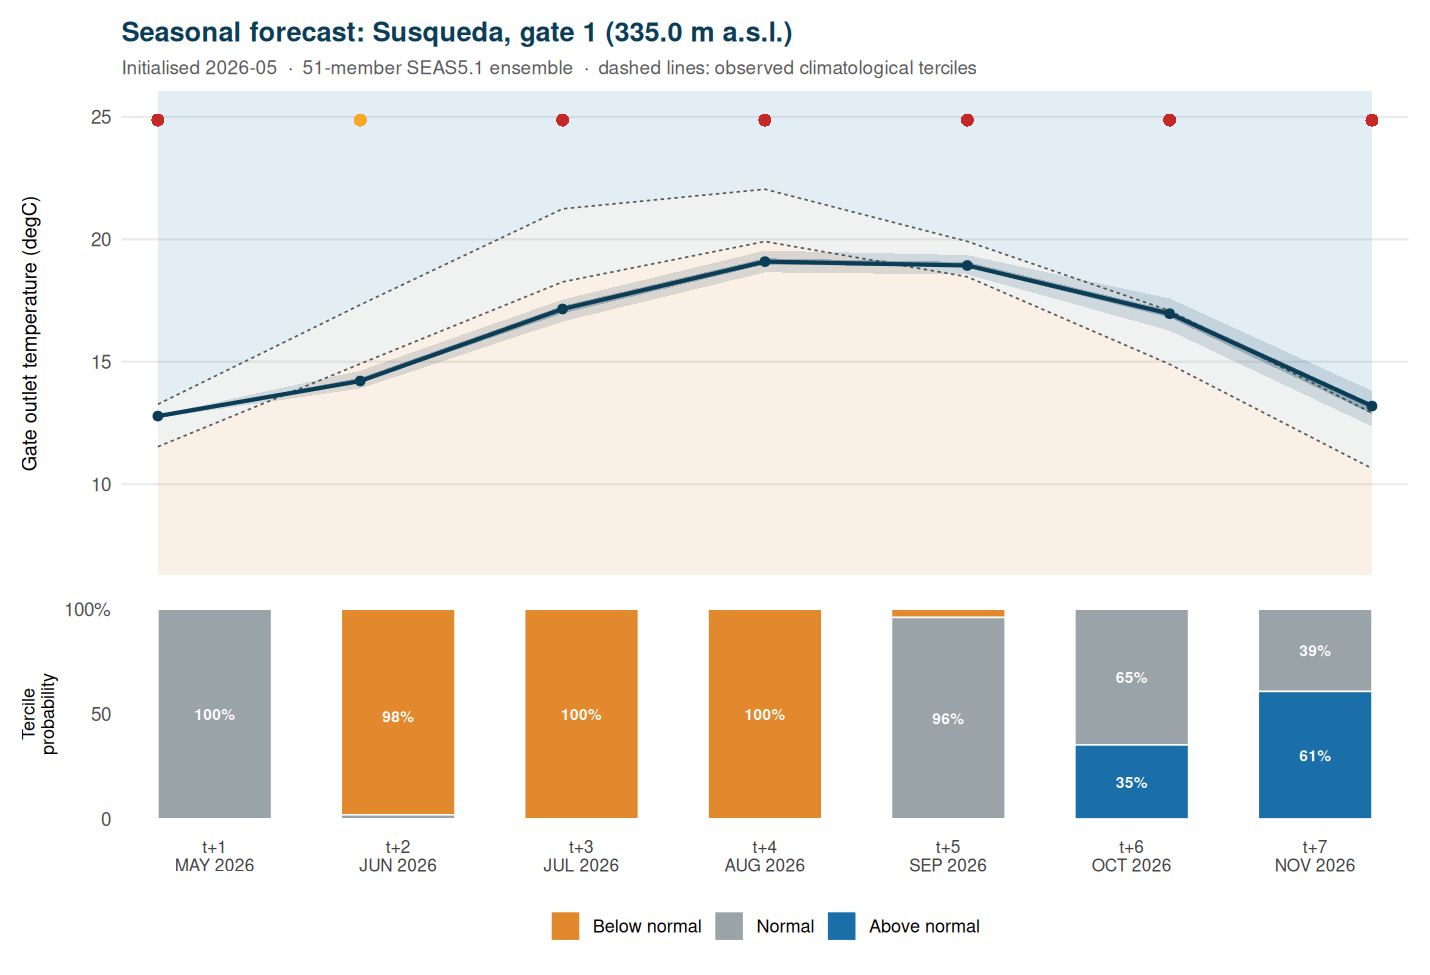 Seasonal forecast: Susqueda, gate 1 (335.0 m a.s.l.)
Initialised 2026-05 · 51-member SEAS5.1 ensemble · dashed lines: observed climatological terciles
Gate outlet temperature (degC)
25
20
15
10
Tercile
probability
100%
50
0
100%
98%
100%
100%
96%
65%
35%
39%
61%
t+1
MAY 2026
t+2
JUN 2026
t+3
JUL 2026
t+4
AUG 2026
t+5
SEP 2026
t+6
OCT 2026
t+7
NOV 2026
Below normal
Normal
Above normal